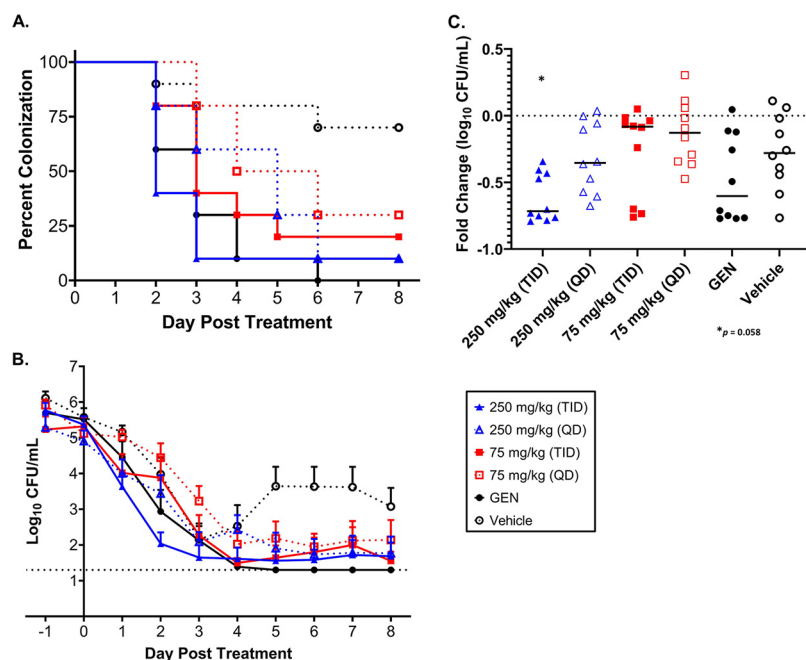 A.
100
75
50
25
0
Percent Colonization
0 1 2 3 4 5 6 7 8
Day Post Treatment
B.
7
6
5
4
3
2
1
Log10 CFU/mL
-1 0 1 2 3 4 5 6 7 8
Day Post Treatment
C.
0.5
0.0
-0.5
-1.0
Fold Change (log10 CFU/mL)
*
250 mg/kg (TID)
250 mg/kg (QD)
75 mg/kg (TID)
75 mg/kg (QD)
GEN
Vehicle
*p = 0.058
250 mg/kg (TID)
250 mg/kg (QD)
75 mg/kg (TID)
75 mg/kg (QD)
GEN
Vehicle